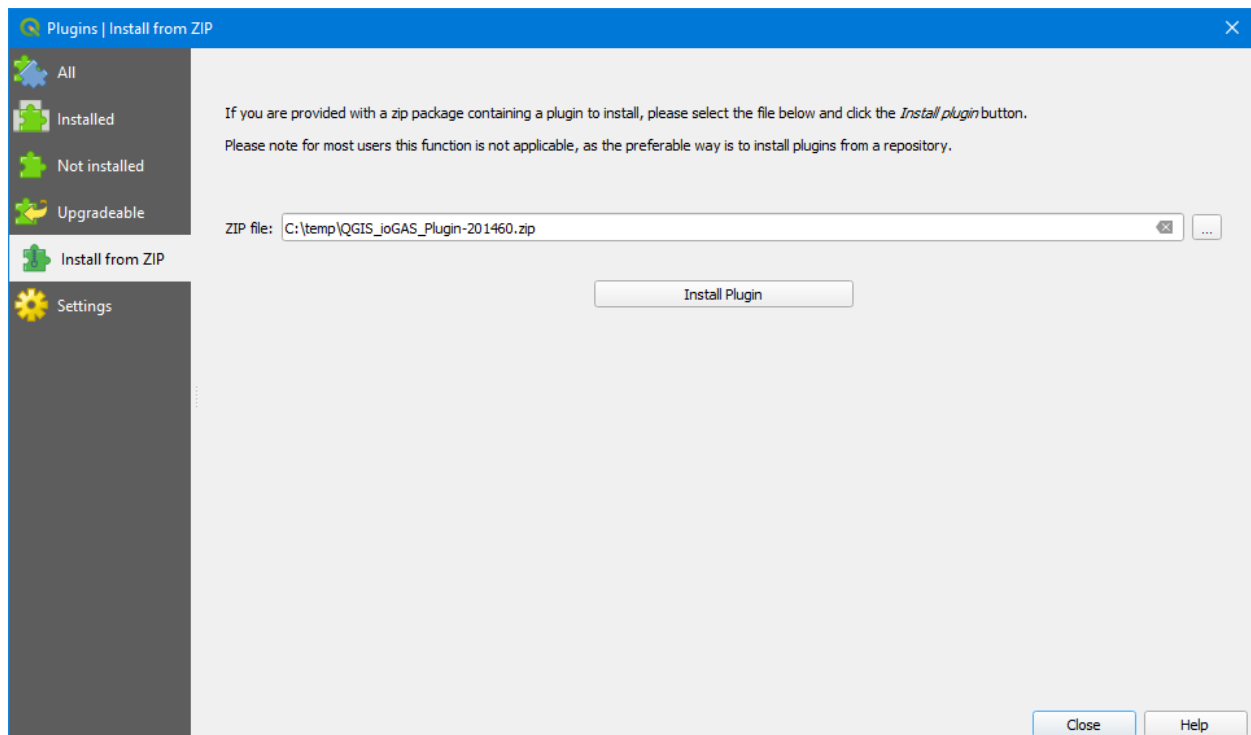 Plugins | Install from ZIP
All
Installed
Not installed
Upgradeable
Install from ZIP
Settings
If you are provided with a zip package containing a plugin to install, please select the file below and click the Install plugin button.
Please note for most users this function is not applicable, as the preferable way is to install plugins from a repository.
ZIP file: C:\temp\QGIS_ioGAS_Plugin-201460.zip ...
Install Plugin
Close Help